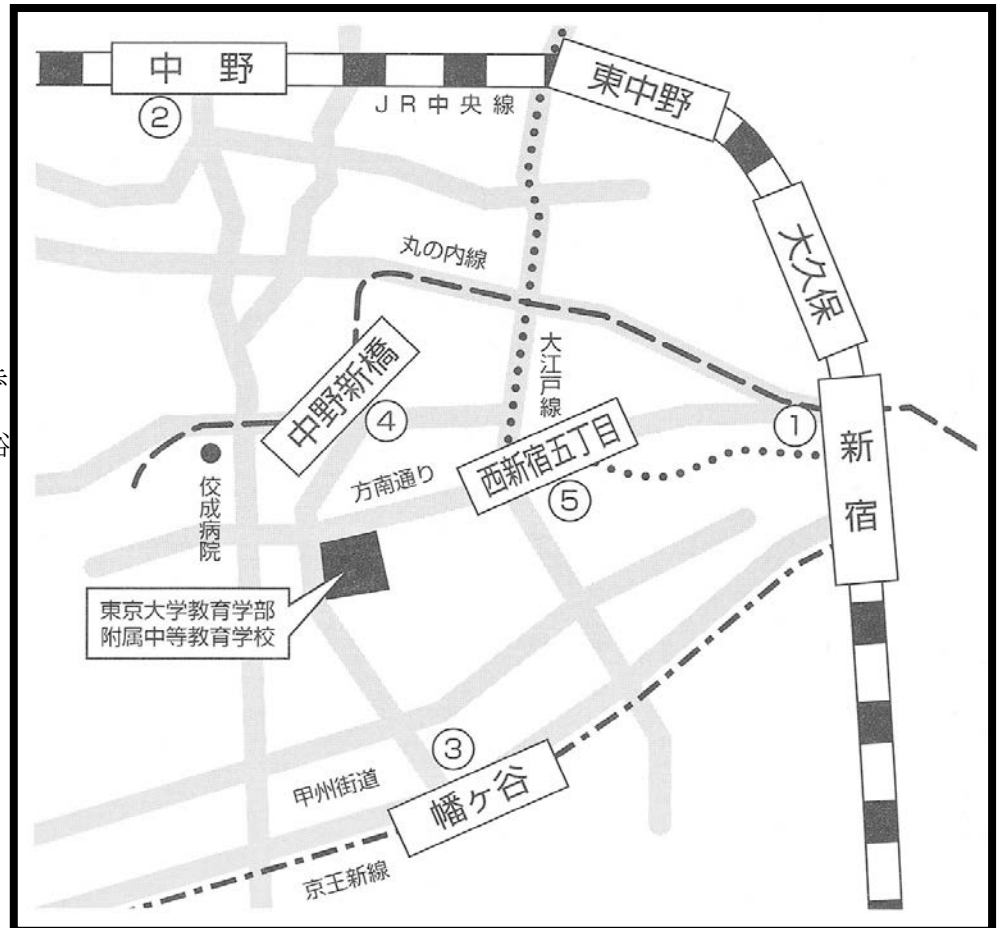 中野
②
JR中央線
東中野
大久保
丸の内線
大江戸線
中野新橋
④
①
新宿
西新宿五丁目
⑤
方南通り
佼成病院
東京大学教育学部
附属中等教育学校
③
幡ヶ谷
甲州街道
京王新線
谷